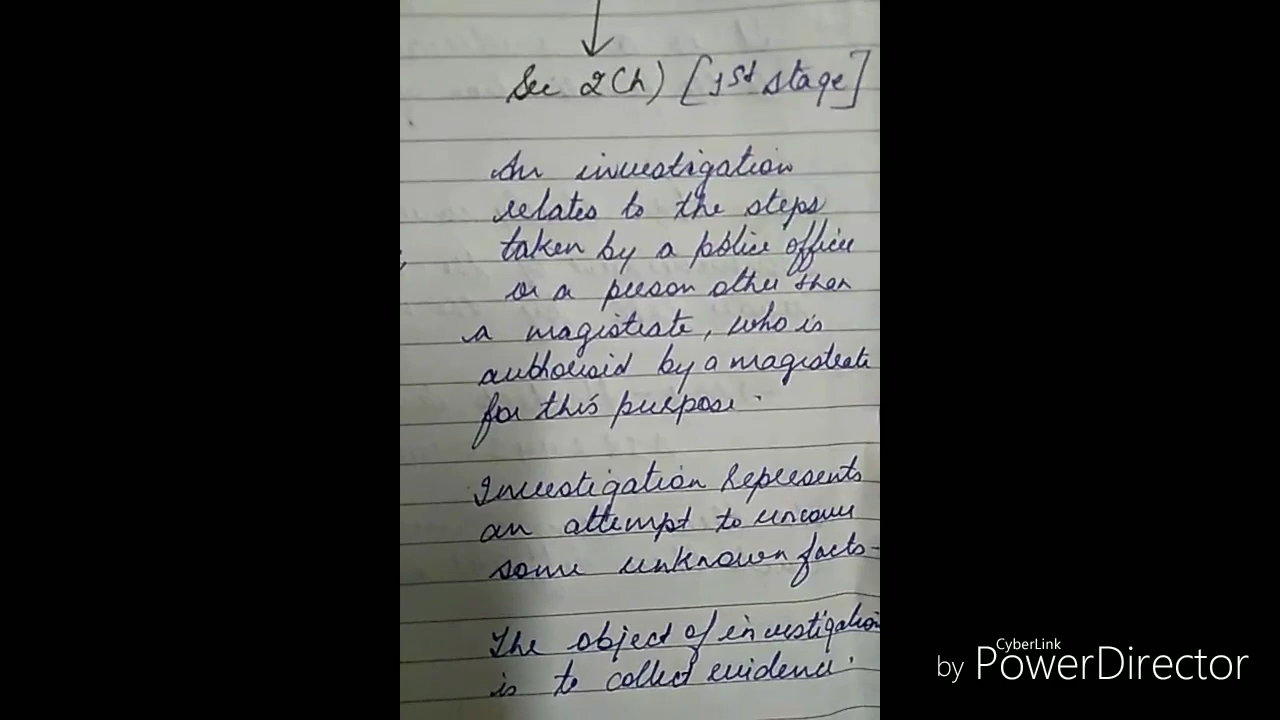 Sec 2(h) [1st stage]
An investigation
relates to the steps
taken by a police officer
or a person other than
a magistrate, who is
authorisid by a magistrate
for this purpose.
Investigation Represents
an attempt to uncover
some unknown facts-
The object of investigation
is to collect evidence.
CyberLink
by PowerDirector